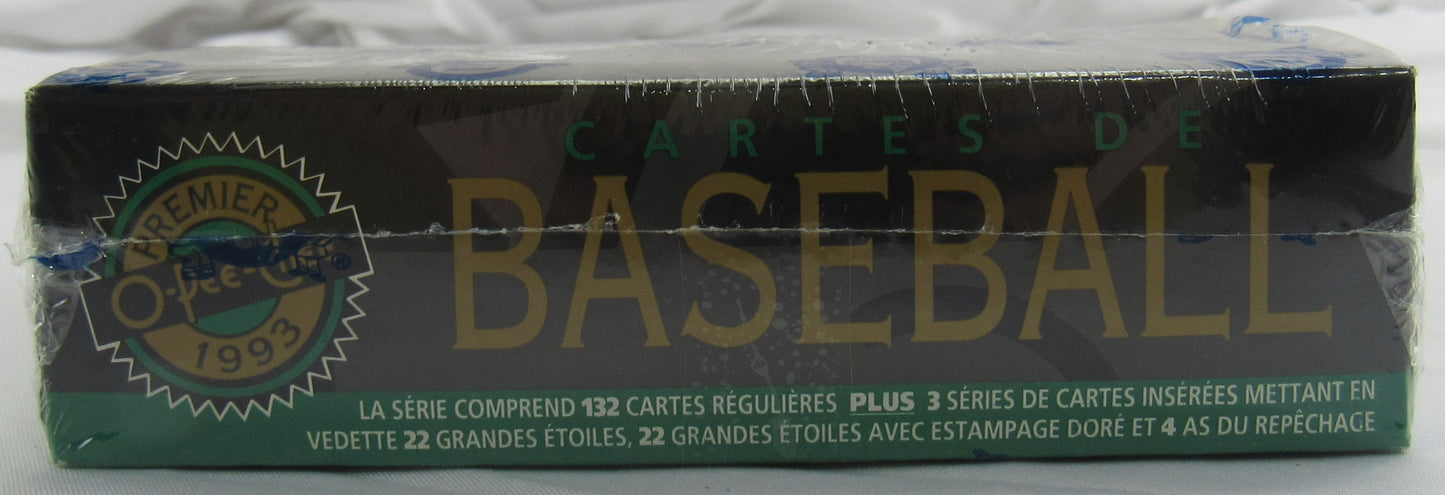 CARTES DE
BASEBALL
PREMIER
O-Pee-Chee
®
1993
LA SÉRIE COMPREND 132 CARTES RÉGULIÈRES PLUS 3 SÉRIES DE CARTES INSÉRÉES METTANT EN
VEDETTE 22 GRANDES ÉTOILES, 22 GRANDES ÉTOILES AVEC ESTAMPAGE DORÉ ET 4 AS DU REPÊCHAGE